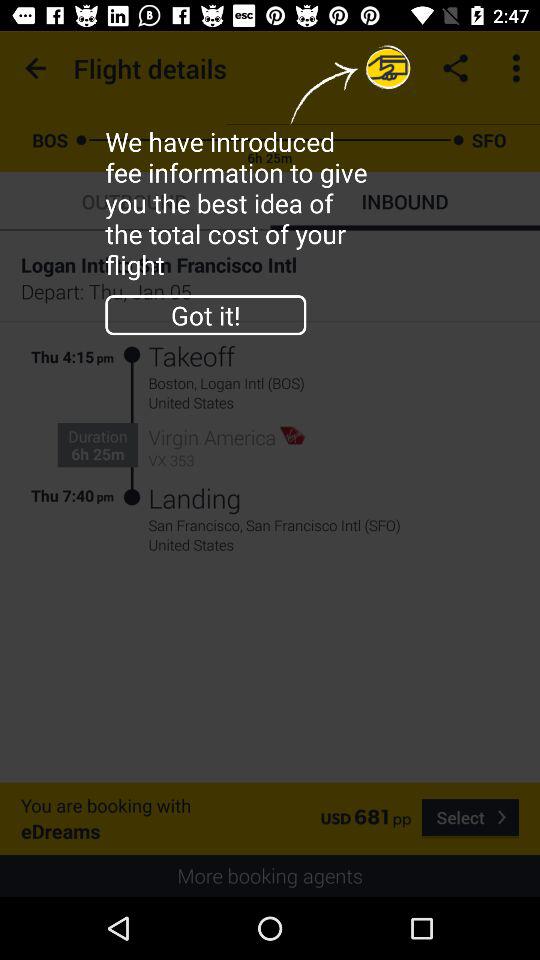 esc
2:47
Flight details
BOS
SFO
6h 25m
We have introduced
fee information to give
you the best idea of
the total cost of your
flight
Got it!
INBOUND
Logan Int San Francisco Intl
Depart: Thu, Jan 05
Thu 4:15 pm
Takeoff
Boston, Logan Intl (BOS)
United States
Duration
6h 25m
Virgin America
VX 353
Thu 7:40 pm
Landing
San Francisco, San Francisco Intl (SFO)
United States
You are booking with
eDreams
USD 681 pp
Select
More booking agents